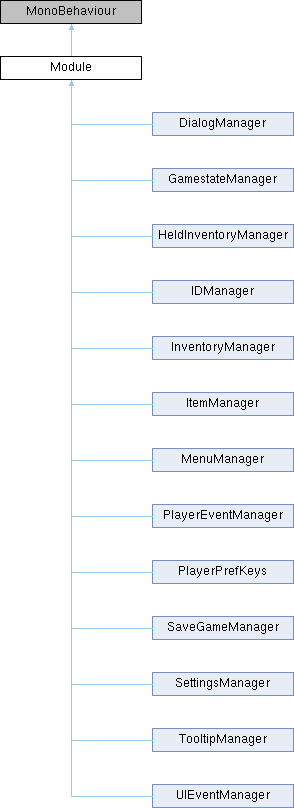 MonoBehaviour
Module
DialogManager
GamestateManager
HeldInventoryManager
IDManager
InventoryManager
ItemManager
MenuManager
PlayerEventManager
PlayerPrefKeys
SaveGameManager
SettingsManager
TooltipManager
UIEventManager